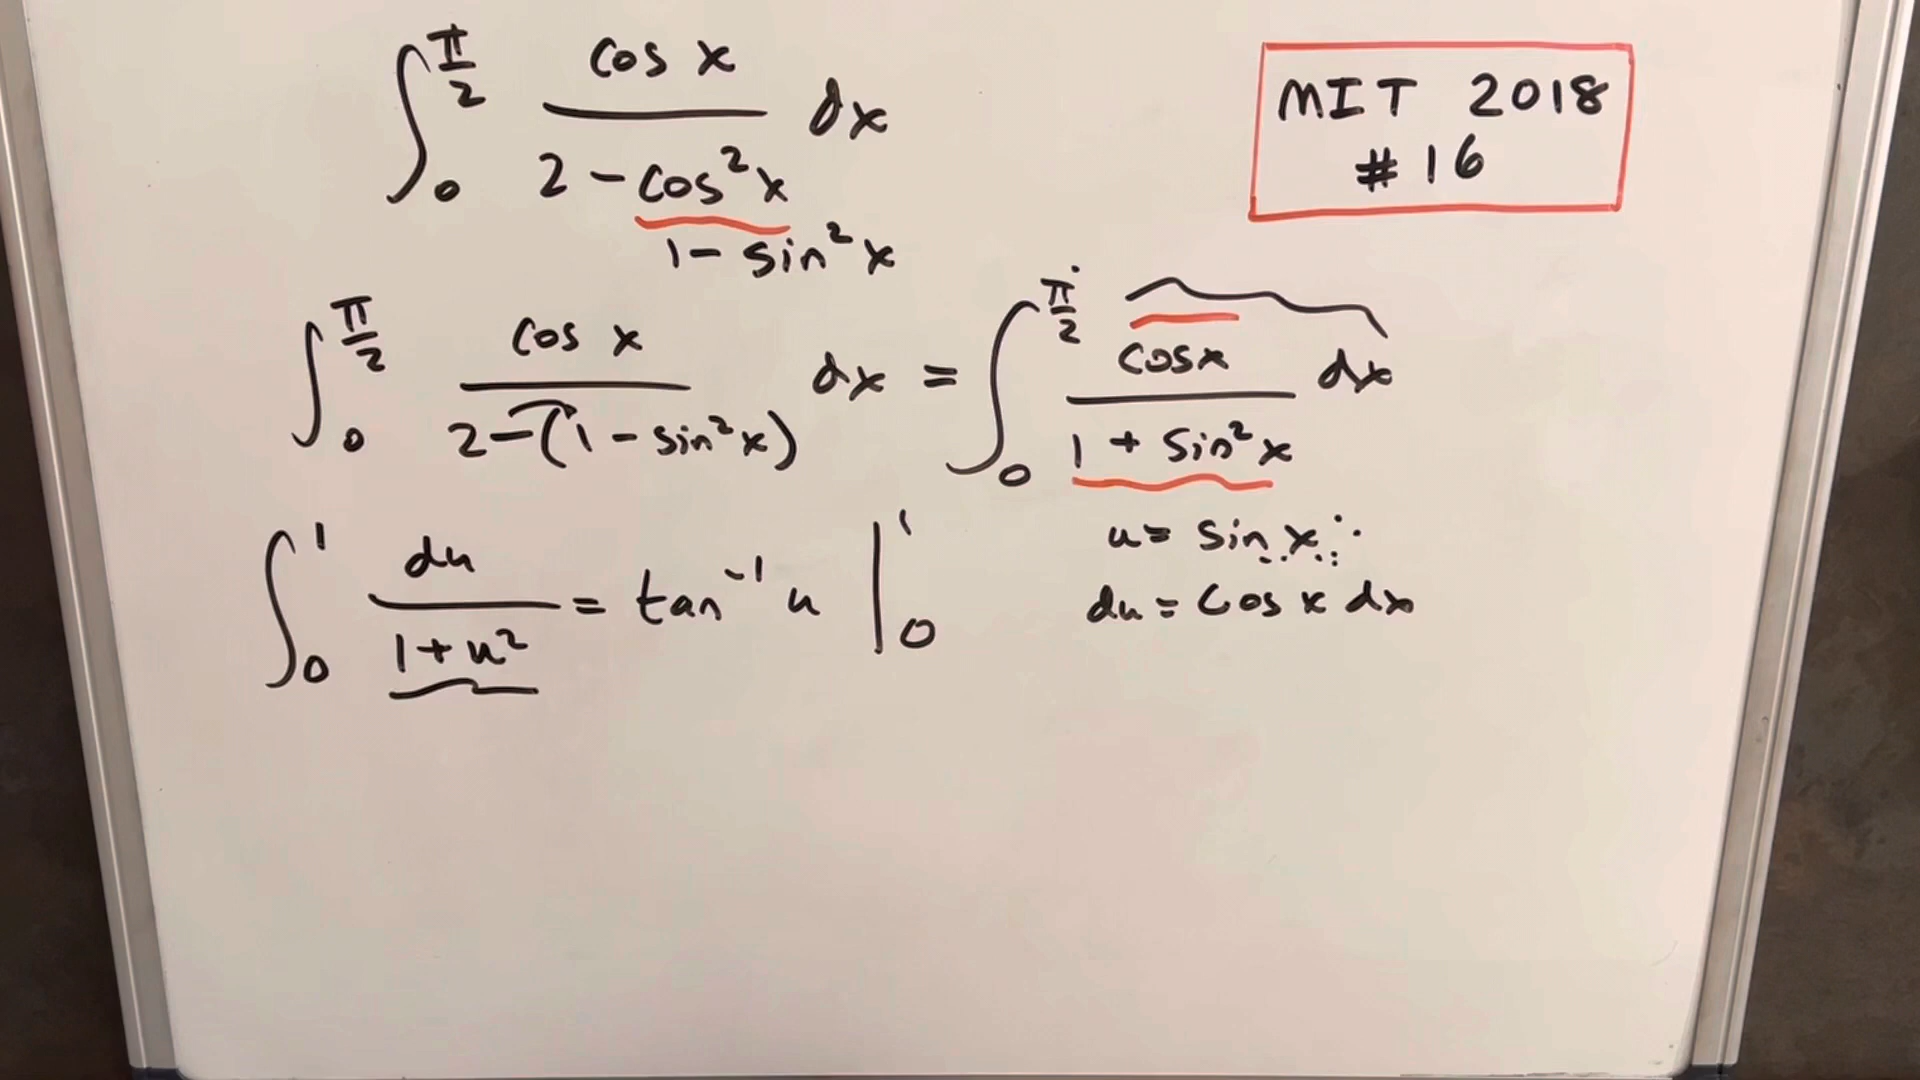 ∫₀^(π/2) cos x / (2 - cos²x) dx
MIT 2018
#16
1 - sin²x
∫₀^(π/2) cos x / (2 - (1 - sin²x)) dx = ∫₀^(π/2) cosx / (1 + sin²x) dx
u = sin x
du = cos x dx
∫₀¹ du / (1 + u²) = tan⁻¹ u |₀¹